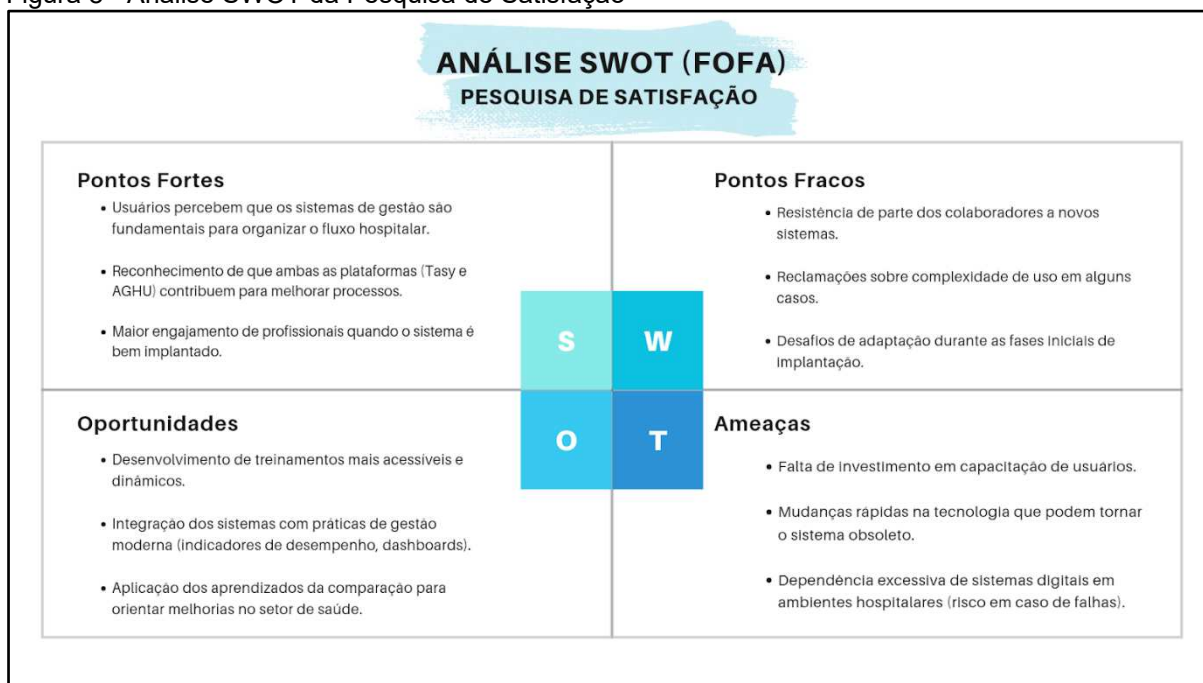 ANÁLISE SWOT (FOFA)
PESQUISA DE SATISFAÇÃO
Pontos Fortes
• Usuários percebem que os sistemas de gestão são
fundamentais para organizar o fluxo hospitalar.
• Reconhecimento de que ambas as plataformas (Tasy e
AGHU) contribuem para melhorar processos.
• Maior engajamento de profissionais quando o sistema é
bem implantado.
Pontos Fracos
• Resistência de parte dos colaboradores a novos
sistemas.
• Reclamações sobre complexidade de uso em alguns
casos.
• Desafios de adaptação durante as fases iniciais de
implantação.
S
W
O
T
Oportunidades
• Desenvolvimento de treinamentos mais acessíveis e
dinâmicos.
• Integração dos sistemas com práticas de gestão
moderna (indicadores de desempenho, dashboards).
• Aplicação dos aprendizados da comparação para
orientar melhorias no setor de saúde.
Ameaças
• Falta de investimento em capacitação de usuários.
• Mudanças rápidas na tecnologia que podem tornar
o sistema obsoleto.
• Dependência excessiva de sistemas digitais em
ambientes hospitalares (risco em caso de falhas).